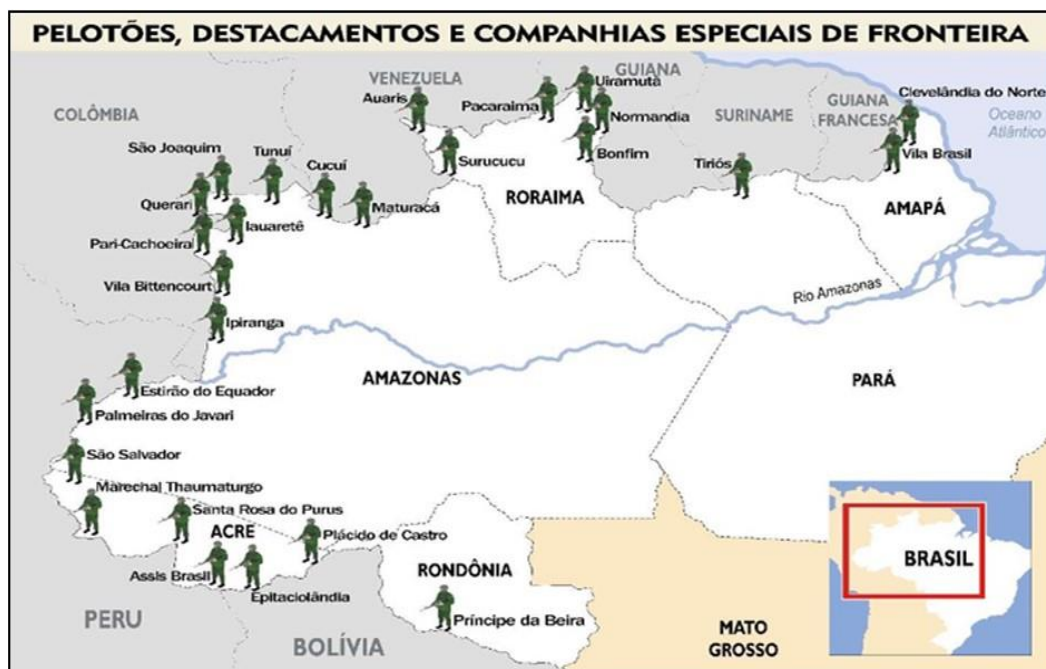 PELOTÕES, DESTACAMENTOS E COMPANHIAS ESPECIAIS DE FRONTEIRA
VENEZUELA
GUIANA
Uiramutã
Auaris
Pacaraima
Clevelândia do Norte
COLÔMBIA
Normandia
SURINAME
GUIANA
FRANCESA
Oceano
Atlântico
São Joaquim
Tunuí
Cucuí
Surucucu
Bonfim
Tiriós
Vila Brasil
Querari
Maturacá
RORAIMA
AMAPÁ
Iauaretê
Pari-Cachoeira
Vila Bittencourt
Rio Amazonas
Ipiranga
AMAZONAS
PARÁ
Estirão do Equador
Palmeiras do Javari
São Salvador
Marechal Thaumaturgo
Santa Rosa do Purus
ACRE
Plácido de Castro
Assis Brasil
Epitaciolândia
RONDÔNIA
BRASIL
PERU
BOLÍVIA
Príncipe da Beira
MATO
GROSSO